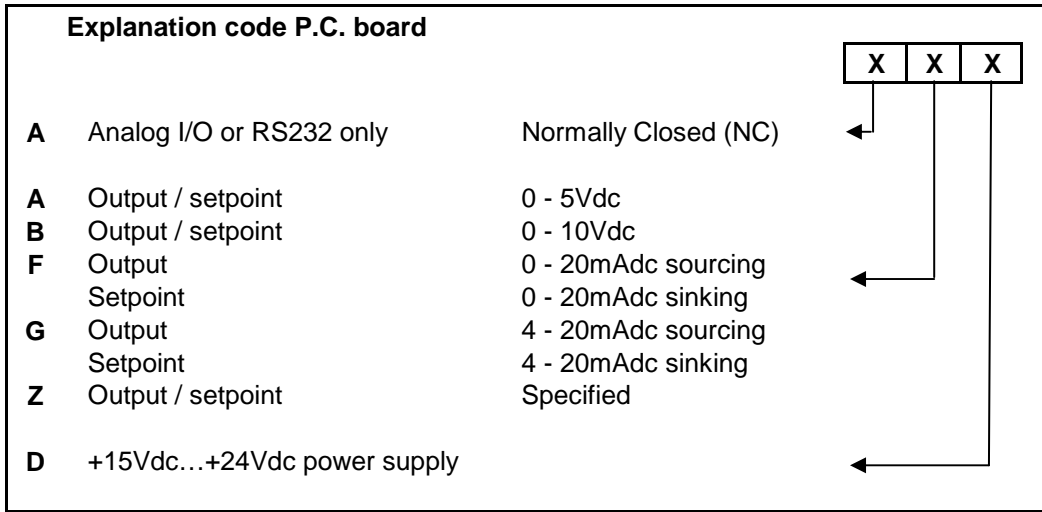 Explanation code P.C. board
X X X
A Analog I/O or RS232 only Normally Closed (NC)
A Output / setpoint 0 - 5Vdc
B Output / setpoint 0 - 10Vdc
F Output 0 - 20mAdc sourcing
Setpoint 0 - 20mAdc sinking
G Output 4 - 20mAdc sourcing
Setpoint 4 - 20mAdc sinking
Z Output / setpoint Specified
D +15Vdc…+24Vdc power supply